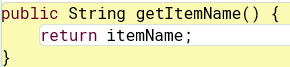 public String getItemName() {
    return itemName;
}